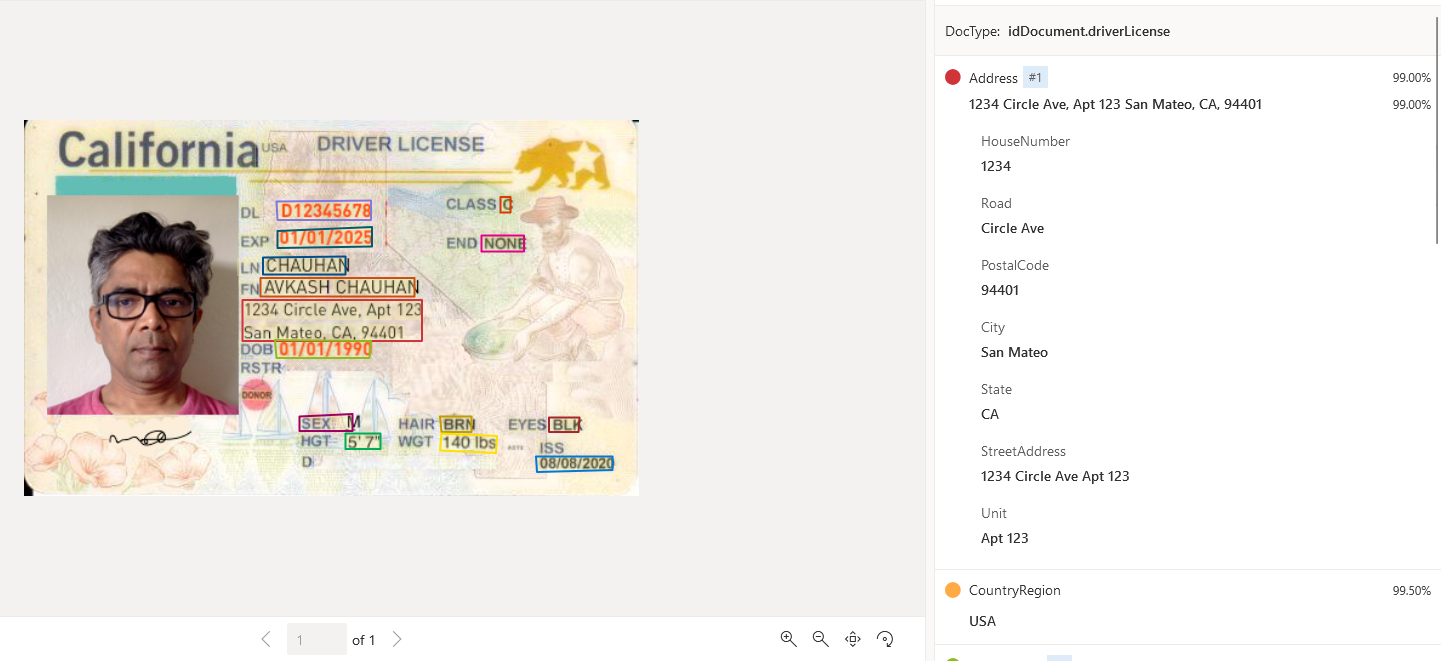 DocType: idDocument.driverLicense
California USA DRIVER LICENSE
DL D12345678 CLASS C
EXP 01/01/2025 END NONE
LN CHAUHAN
FN AVKASH CHAUHAN
1234 Circle Ave, Apt 123
San Mateo, CA, 94401
DOB 01/01/1990
RSTR
DONOR
SEX M HAIR BRN EYES BLK
HGT 5' 7" WGT 140 lbs ISS
D 08/08/2020
1 of 1
Address #1 99.00%
1234 Circle Ave, Apt 123 San Mateo, CA, 94401 99.00%
HouseNumber
1234
Road
Circle Ave
PostalCode
94401
City
San Mateo
State
CA
StreetAddress
1234 Circle Ave Apt 123
Unit
Apt 123
CountryRegion 99.50%
USA